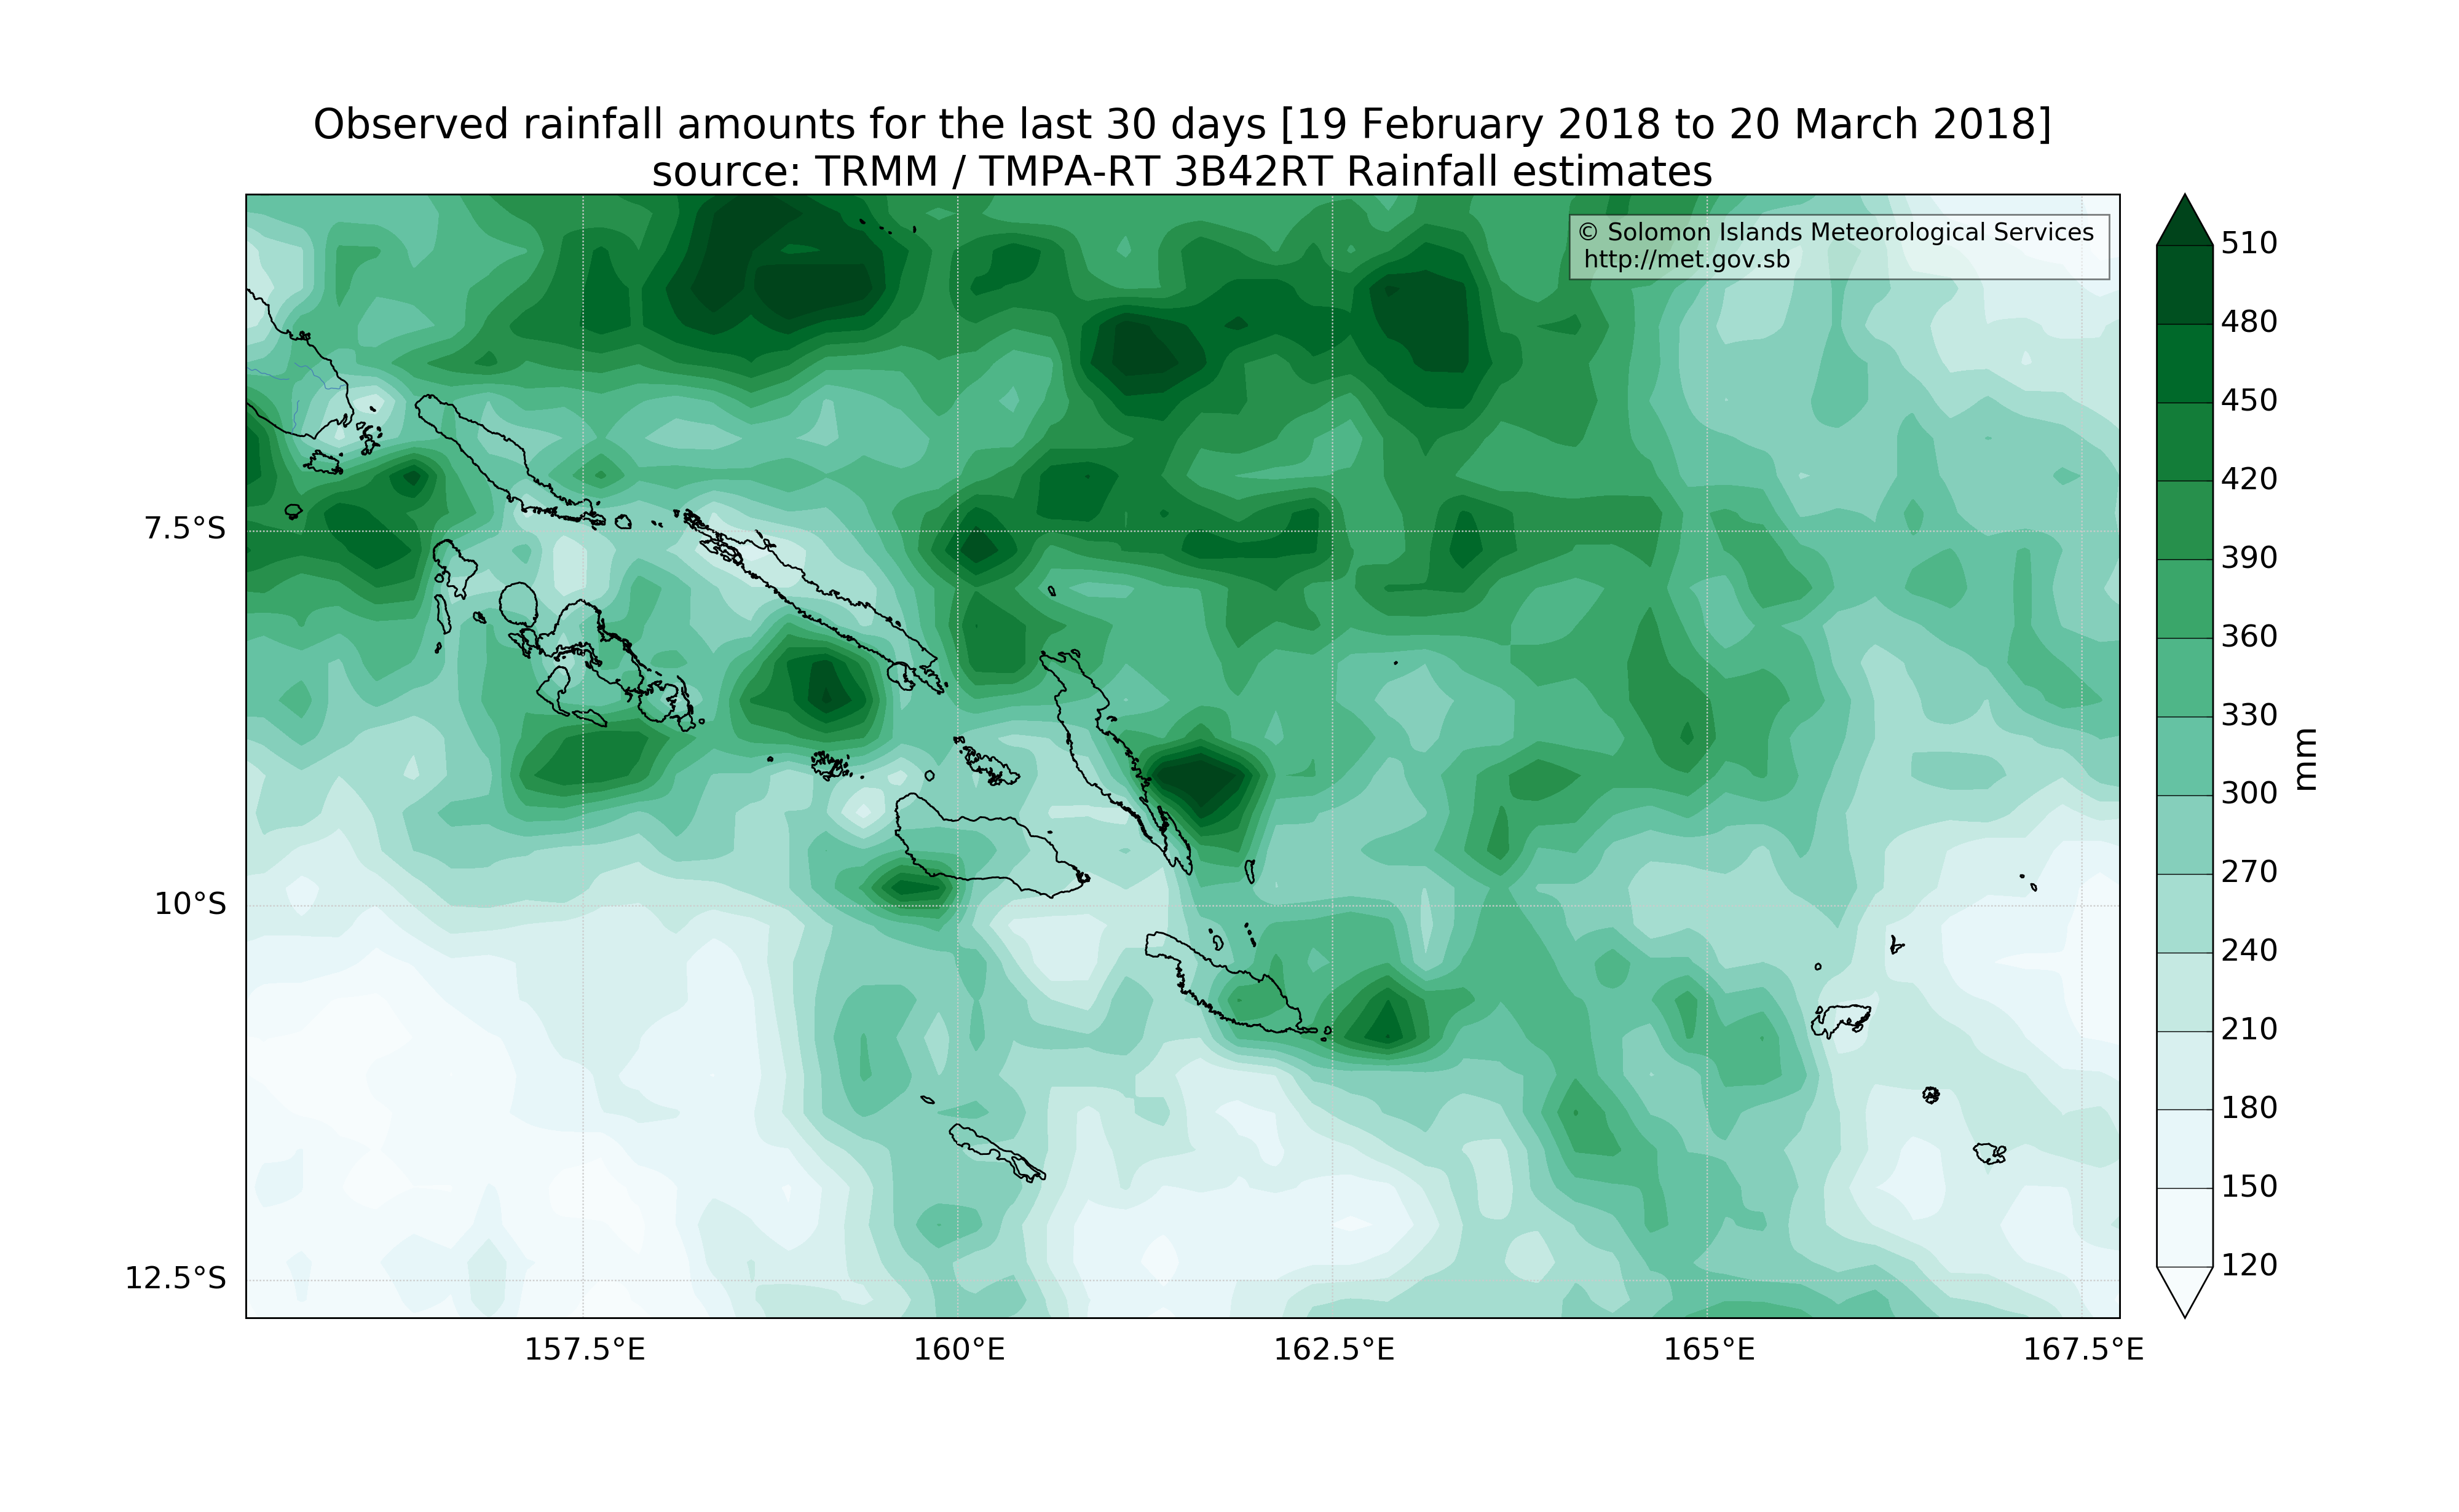 Observed rainfall amounts for the last 30 days [19 February 2018 to 20 March 2018]
source: TRMM / TMPA-RT 3B42RT Rainfall estimates
© Solomon Islands Meteorological Services
http://met.gov.sb
7.5°S
10°S
12.5°S
157.5°E
160°E
162.5°E
165°E
167.5°E
510
480
450
420
390
360
330
300
270
240
210
180
150
120
mm